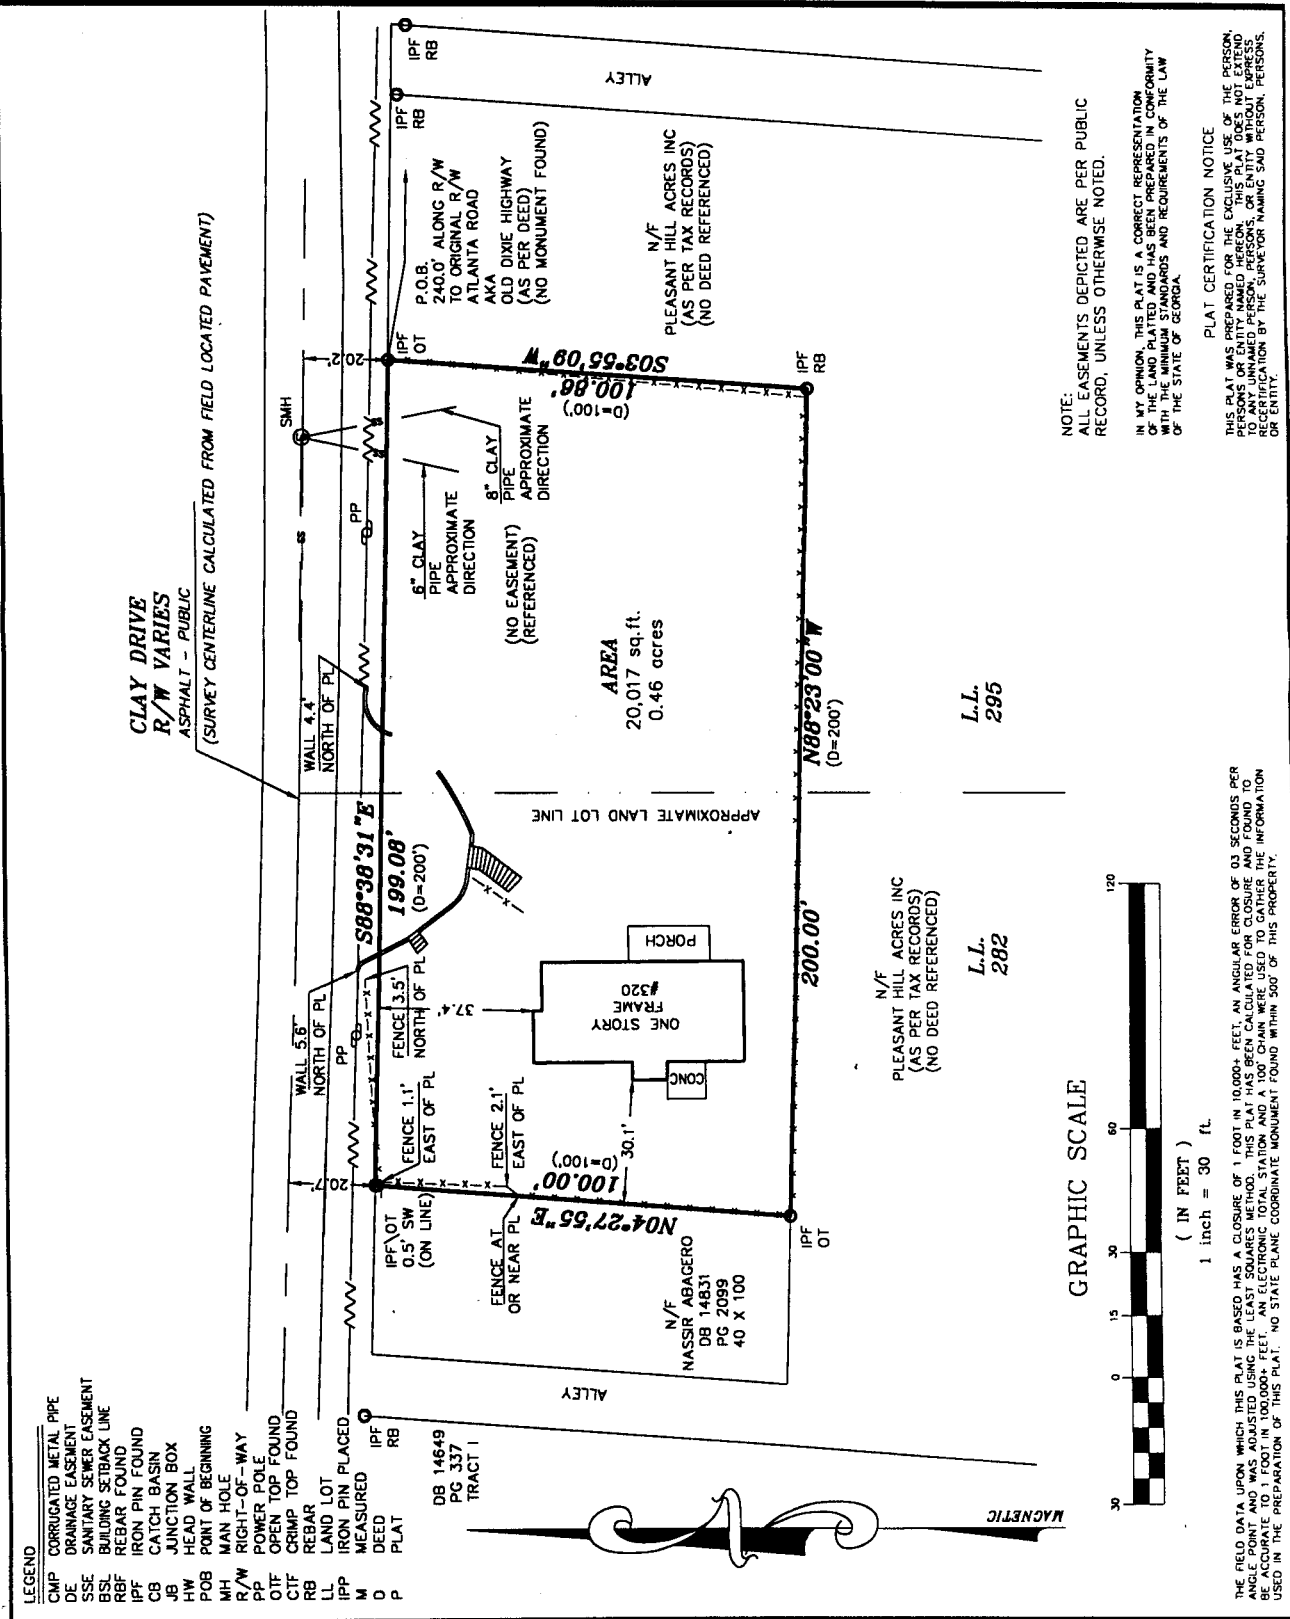 LEGEND
CMP CORRUGATED METAL PIPE
DE DRAINAGE EASEMENT
SSE SANITARY SEWER EASEMENT
BSL BUILDING SETBACK LINE
RBF REBAR FOUND
IPF IRON PIN FOUND
CB CATCH BASIN
JB JUNCTION BOX
HW HEAD WALL
POB POINT OF BEGINNING
MH MAN HOLE
R/W RIGHT-OF-WAY
PP POWER POLE
OTF OPEN TOP FOUND
CTF CRIMP TOP FOUND
RB REBAR
LL LAND LOT
IPP IRON PIN PLACED
M MEASURED
D DEED
P PLAT
CLAY DRIVE
R/W VARIES
ASPHALT - PUBLIC
(SURVEY CENTERLINE CALCULATED FROM FIELD LOCATED PAVEMENT)
WALL 5.6'
NORTH OF PL
WALL 4.4'
NORTH OF PL
SMH
SS
SS
SS
PP
PP
20.7'
20.2'
S88°38'31"E
199.08'
(D=200')
IPF
RB
IPF
RB
IPF
RB
ALLEY
ALLEY
DB 14649
PG 337
TRACT I
IPF\OT
0.5' SW
(ON LINE)
FENCE 1.1'
EAST OF PL
FENCE 3.5'
NORTH OF PL
37.4'
FENCE AT
OR NEAR PL
FENCE 2.1'
EAST OF PL
N04°27'55"E
100.00'
(D=100')
30.1'
N/F
NASSIR ABAGERO
DB 14831
PG 2099
40 X 100
ONE STORY
FRAME
#320
PORCH
CONC
APPROXIMATE LAND LOT LINE
6" CLAY
PIPE
APPROXIMATE
DIRECTION
8" CLAY
PIPE
APPROXIMATE
DIRECTION
(NO EASEMENT)
(REFERENCED)
AREA
20,017 sq.ft.
0.46 acres
IPF
OT
P.O.B.
240.0' ALONG R/W
TO ORIGINAL R/W
ATLANTA ROAD
AKA
OLD DIXIE HIGHWAY
(AS PER DEED)
(NO MONUMENT FOUND)
S03°55'09"W
100.86'
(D=100')
N/F
PLEASANT HILL ACRES INC
(AS PER TAX RECORDS)
(NO DEED REFERENCED)
IPF
RB
IPF
OT
200.00'
N88°23'00"W
(D=200')
N/F
PLEASANT HILL ACRES INC
(AS PER TAX RECORDS)
(NO DEED REFERENCED)
L.L.
282
L.L.
295
MAGNETIC
GRAPHIC SCALE
30 0 15 30 60 120
( IN FEET )
1 inch = 30 ft.
NOTE:
ALL EASEMENTS DEPICTED ARE PER PUBLIC
RECORD, UNLESS OTHERWISE NOTED.
IN MY OPINION, THIS PLAT IS A CORRECT REPRESENTATION
OF THE LAND PLATTED AND HAS BEEN PREPARED IN CONFORMITY
WITH THE MINIMUM STANDARDS AND REQUIREMENTS OF THE LAW
OF THE STATE OF GEORGIA.
PLAT CERTIFICATION NOTICE
THIS PLAT WAS PREPARED FOR THE EXCLUSIVE USE OF THE PERSON,
PERSONS OR ENTITY NAMED HEREON. THIS PLAT DOES NOT EXTEND
TO ANY UNNAMED PERSON, PERSONS, OR ENTITY WITHOUT EXPRESS
RECERTIFICATION BY THE SURVEYOR NAMING SAID PERSON, PERSONS,
OR ENTITY.
THE FIELD DATA UPON WHICH THIS PLAT IS BASED HAS A CLOSURE OF 1 FOOT IN 10,000+ FEET, AN ANGULAR ERROR OF 03 SECONDS PER
ANGLE POINT AND WAS ADJUSTED USING THE LEAST SQUARES METHOD. THIS PLAT HAS BEEN CALCULATED FOR CLOSURE AND FOUND TO
BE ACCURATE TO 1 FOOT IN 100,000+ FEET. AN ELECTRONIC TOTAL STATION AND A 100' CHAIN WERE USED TO GATHER THE INFORMATION
USED IN THE PREPARATION OF THIS PLAT. NO STATE PLANE COORDINATE MONUMENT FOUND WITHIN 500' OF THIS PROPERTY.